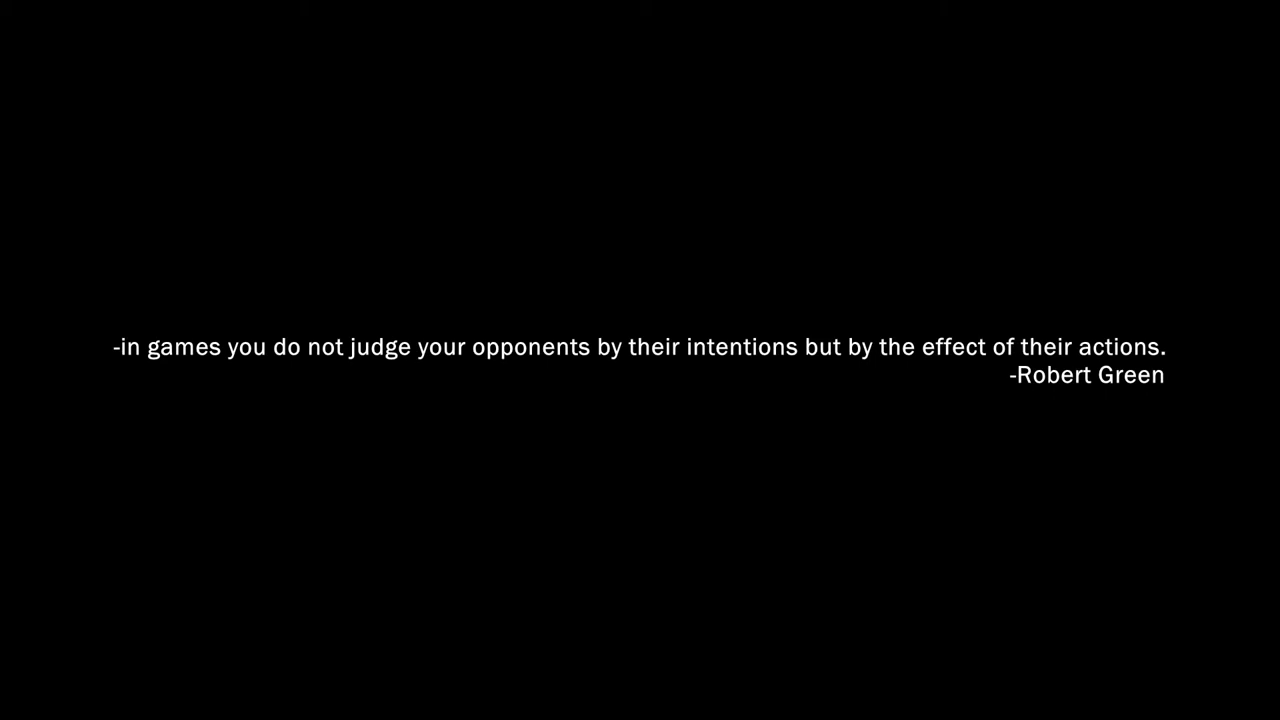 -in games you do not judge your opponents by their intentions but by the effect of their actions.
-Robert Green